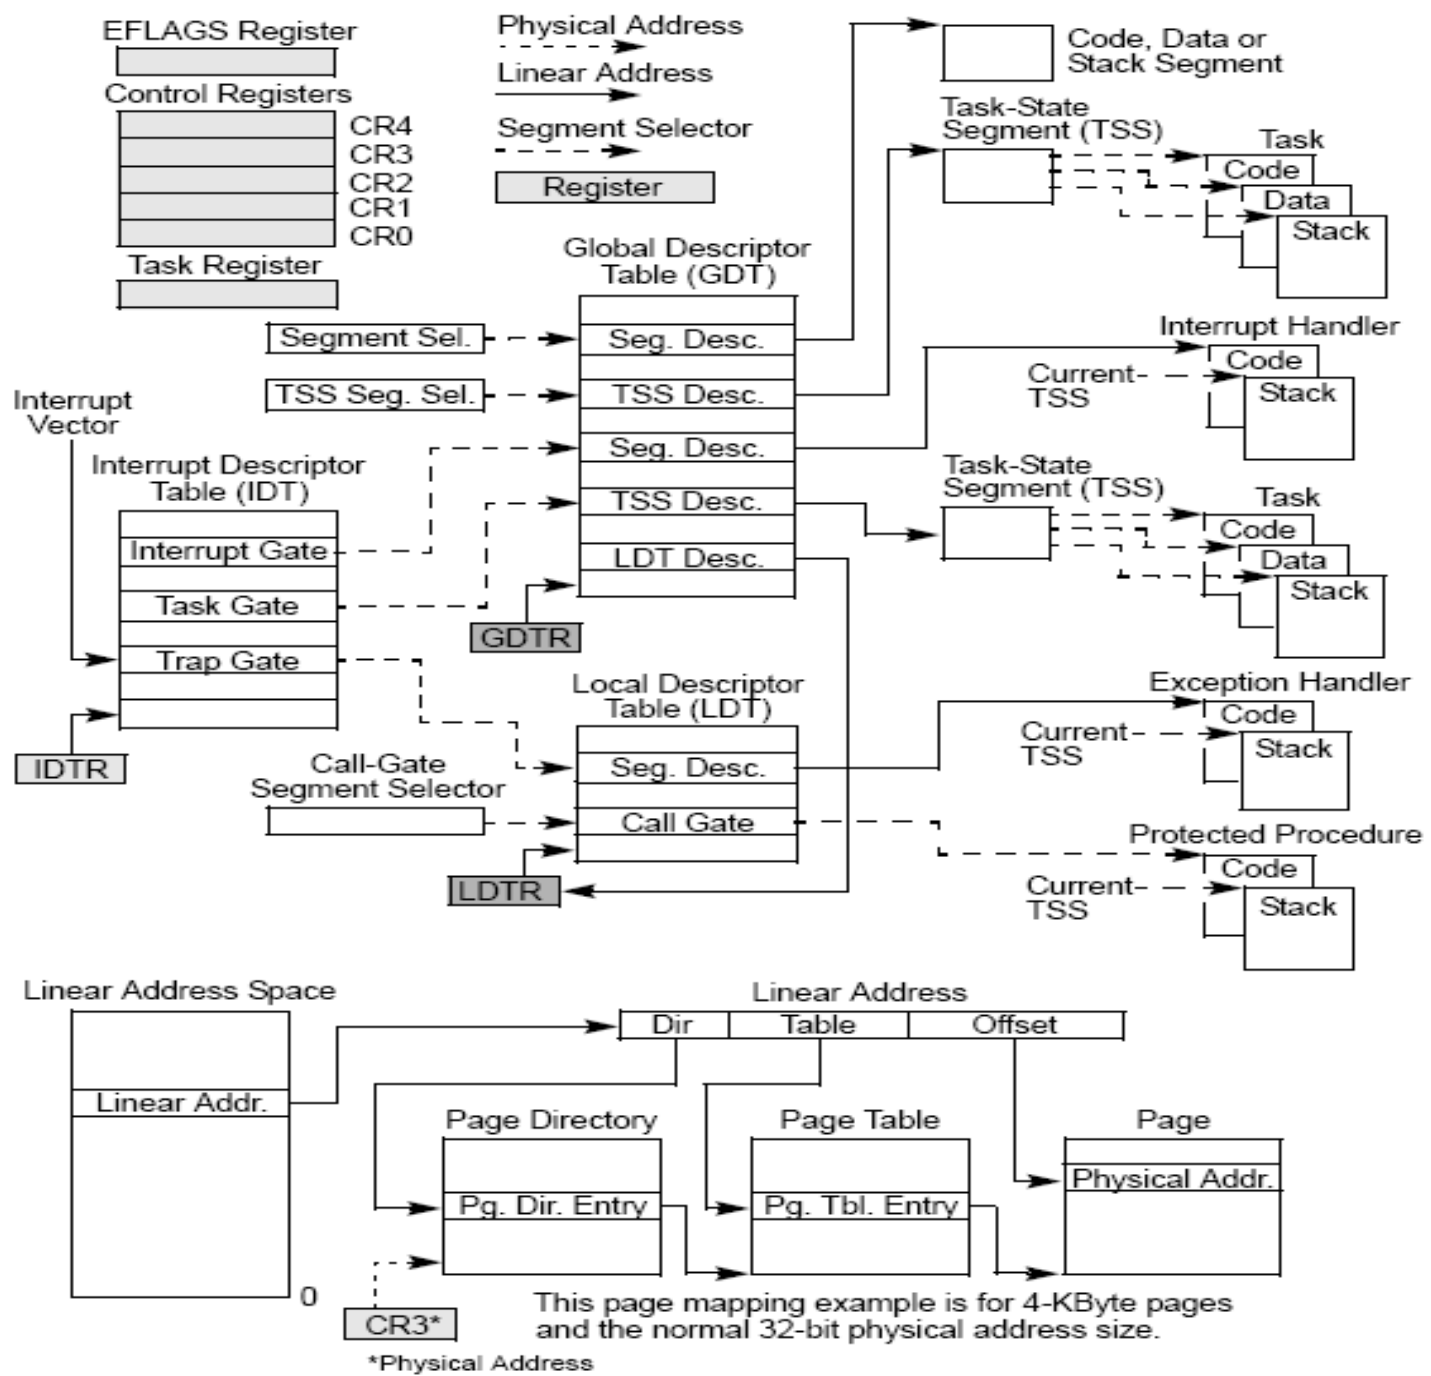 EFLAGS Register
Control Registers
CR4
CR3
CR2
CR1
CR0
Task Register
Physical Address
Linear Address
Segment Selector
Register
Code, Data or
Stack Segment
Task-State
Segment (TSS)
Task
Code
Data
Stack
Global Descriptor
Table (GDT)
Segment Sel.
Seg. Desc.
TSS Seg. Sel.
TSS Desc.
Seg. Desc.
TSS Desc.
LDT Desc.
GDTR
Interrupt Handler
Code
Stack
Current
TSS
Interrupt
Vector
Interrupt Descriptor
Table (IDT)
Interrupt Gate
Task Gate
Trap Gate
IDTR
Task-State
Segment (TSS)
Task
Code
Data
Stack
Local Descriptor
Table (LDT)
Call-Gate
Segment Selector
Seg. Desc.
Call Gate
LDTR
Exception Handler
Code
Stack
Current
TSS
Protected Procedure
Code
Stack
Current
TSS
Linear Address Space
Linear Addr.
0
Linear Address
Dir
Table
Offset
Page Directory
Pg. Dir. Entry
Page Table
Pg. Tbl. Entry
Page
Physical Addr.
CR3*
*Physical Address
This page mapping example is for 4-KByte pages
and the normal 32-bit physical address size.